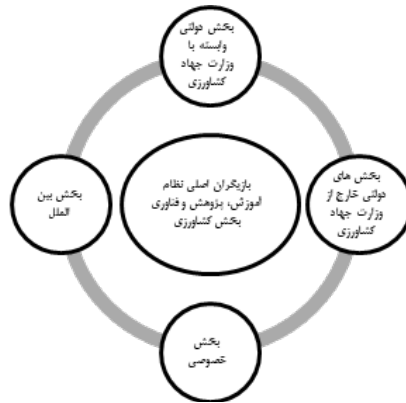 بخش دولتی
وابسته با
وزارت جهاد
کشاورزی
بازیگران اصلی نظام
آموزش، پژوهش و فناوری
بخش کشاورزی
بخش های
دولتی خارج از
وزارت جهاد
کشاورزی
بخش بین
الملل
بخش
خصوصی